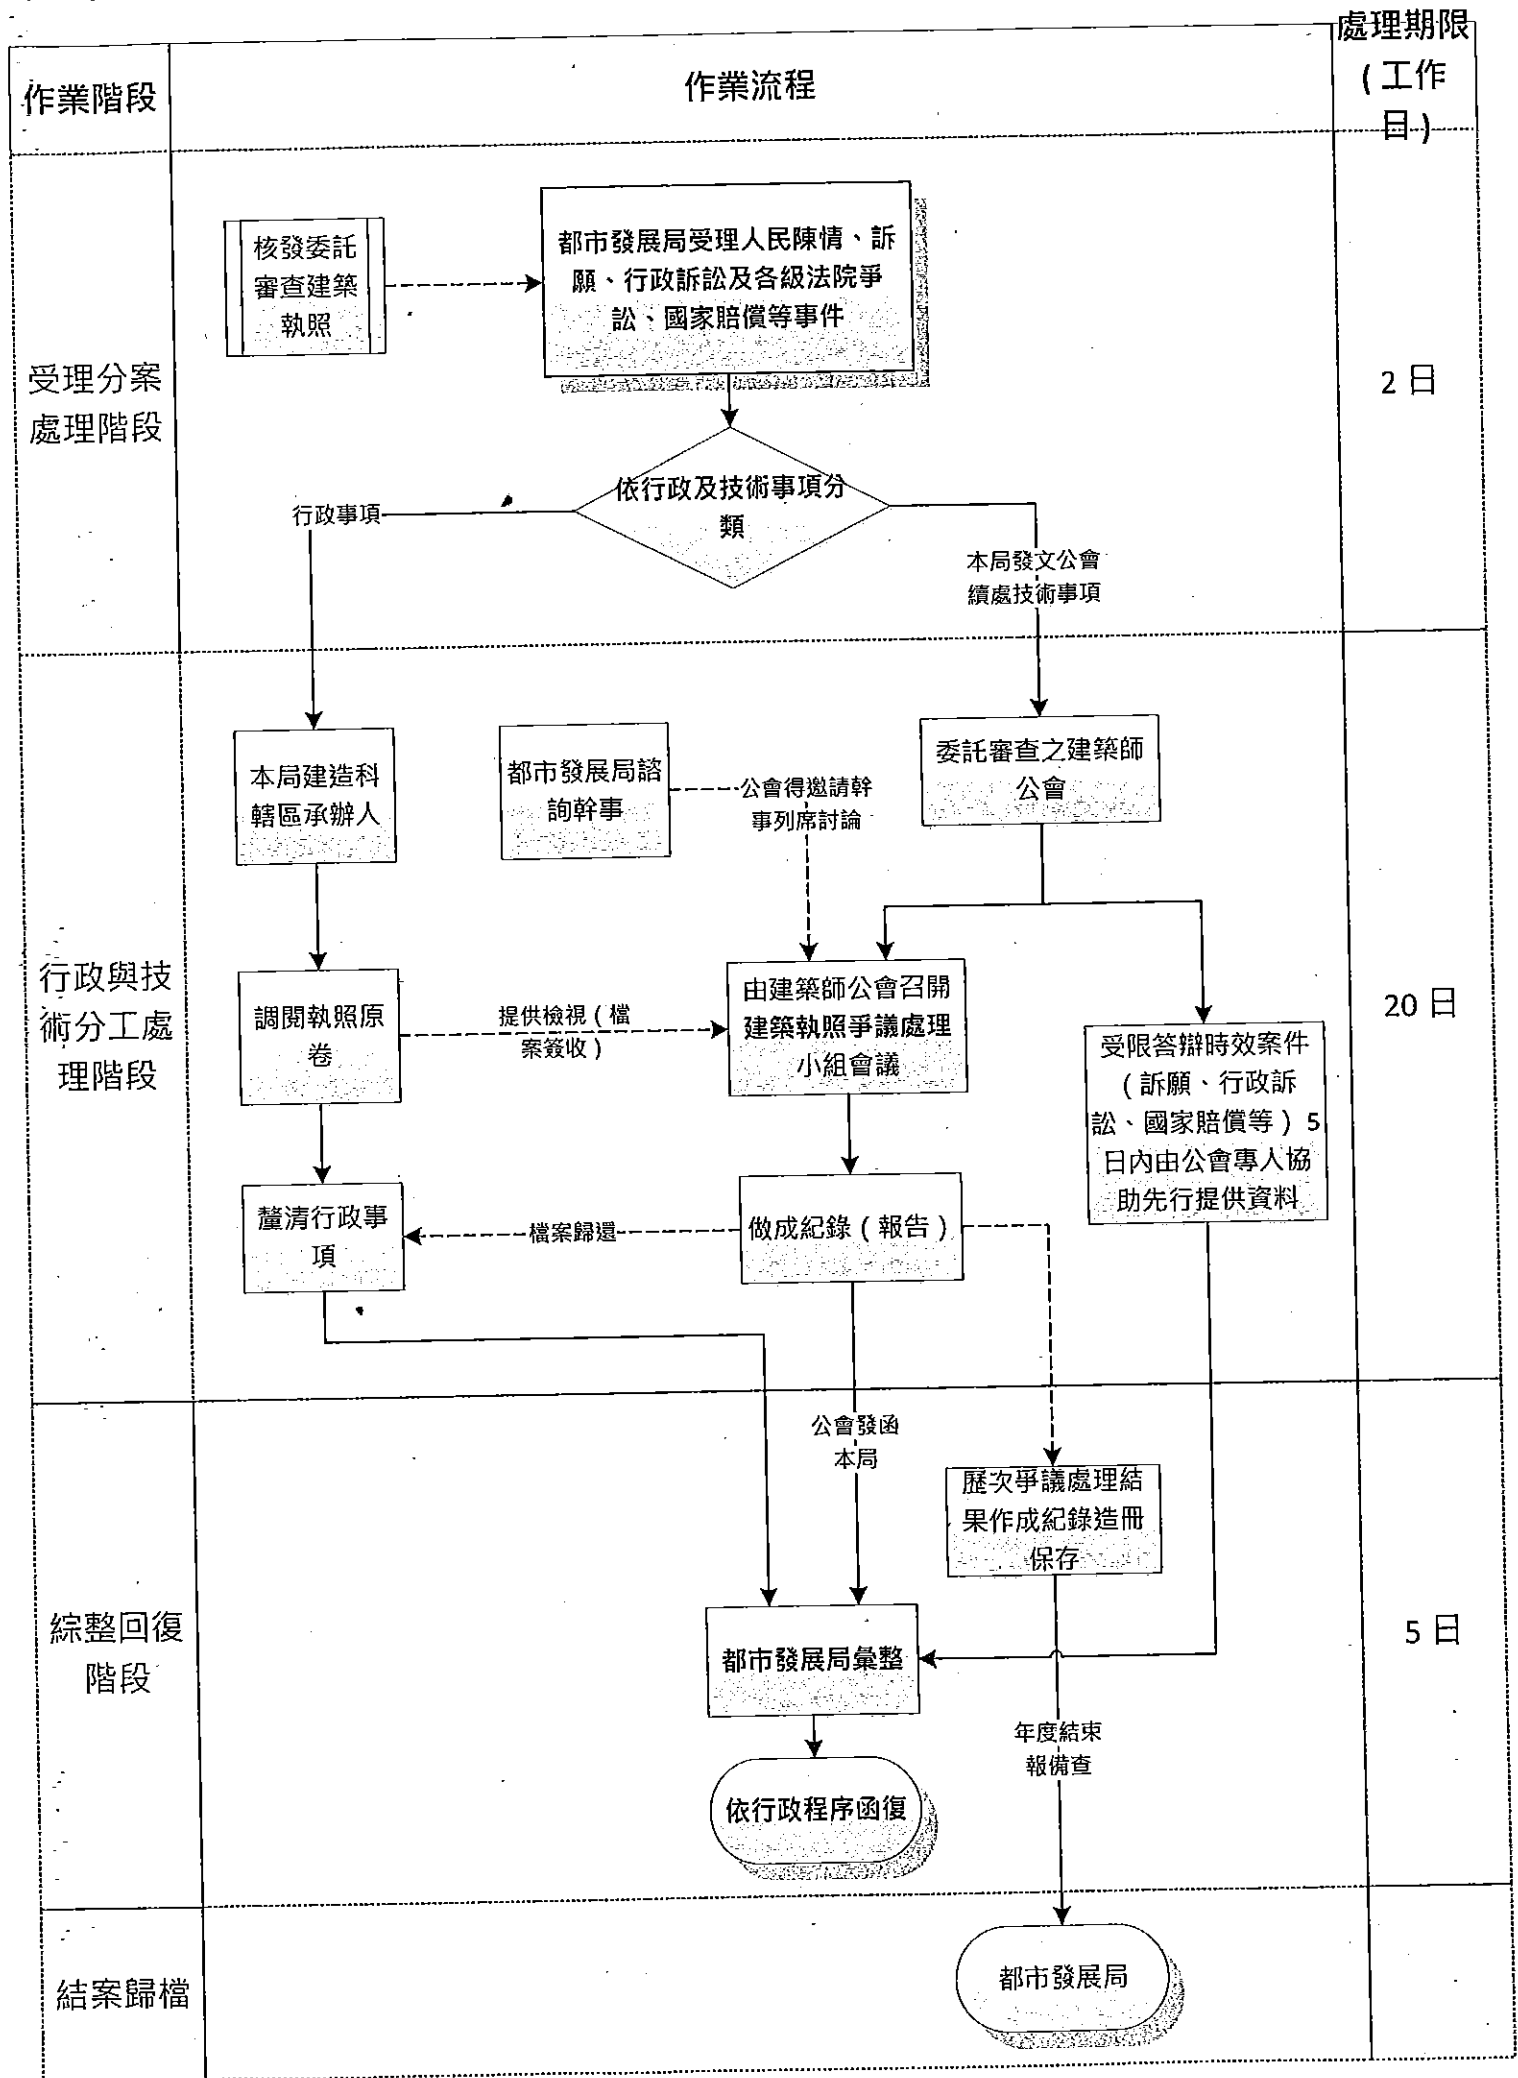 作業階段
作業流程
處理期限
(工作
日)
受理分案
處理階段
核發委託
審查建築
執照
都市發展局受理人民陳情、訴
願、行政訴訟及各級法院爭
訟、國家賠償等事件
2 日
依行政及技術事項分
類
行政事項
本局發文公會
續處技術事項
行政與技
術分工處
理階段
本局建造科
轄區承辦人
都市發展局諮
詢幹事
公會得邀請幹
事列席討論
委託審查之建築師
公會
20 日
調閱執照原
卷
提供檢視(檔
案簽收)
由建築師公會召開
建築執照爭議處理
小組會議
受限答辯時效案件
(訴願、行政訴
訟、國家賠償等)5
日內由公會專人協
助先行提供資料
釐清行政事
項
檔案歸還
做成紀錄(報告)
綜整回復
階段
公會發函
本局
歷次爭議處理結
果作成紀錄造冊
保存
5 日
都市發展局彙整
年度結束
報備查
依行政程序函復
結案歸檔
都市發展局